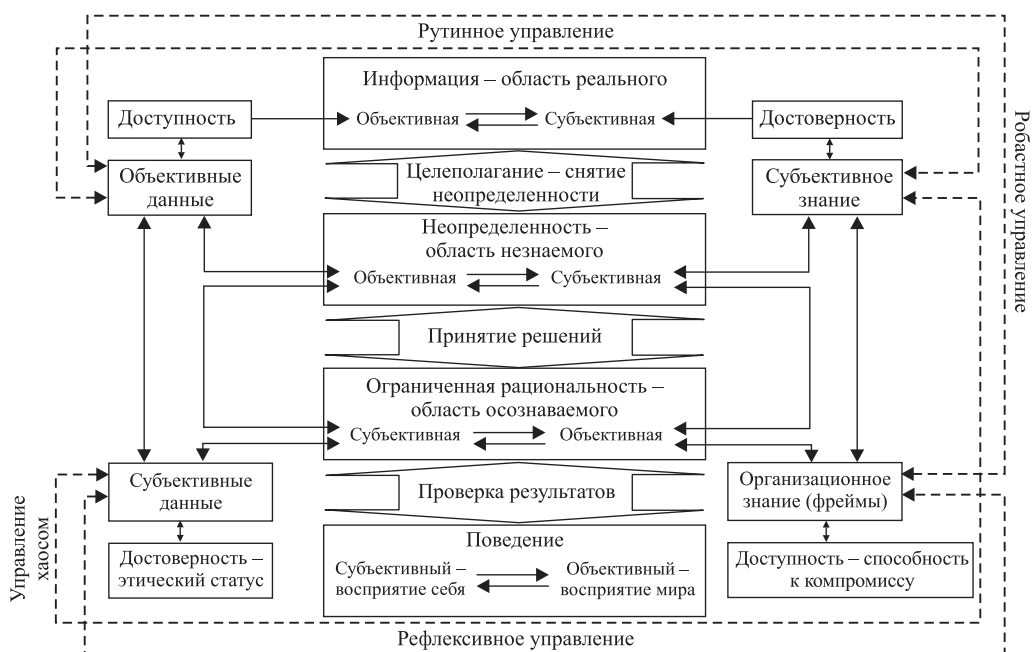 Рутинное управление
Информация – область реального
Объективная
Субъективная
Доступность
Достоверность
Объективные
данные
Целеполагание – снятие
неопределенности
Субъективное
знание
Робастное управление
Неопределенность –
область незнаемого
Объективная
Субъективная
Принятие решений
Ограниченная рациональность –
область осознаваемого
Субъективная
Объективная
Субъективные
данные
Проверка результатов
Организационное
знание (фреймы)
Управление
хаосом
Достоверность –
этический статус
Поведение
Субъективный –
восприятие себя
Объективный –
восприятие мира
Доступность – способность
к компромиссу
Рефлексивное управление